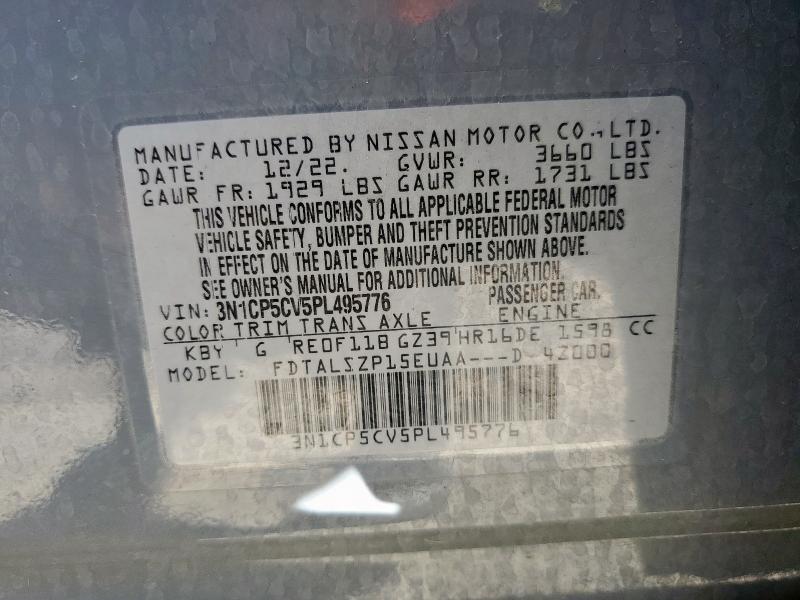 MANUFACTURED BY NISSAN MOTOR CO., LTD.
DATE: 12/22. GVWR: 3660 LBS
GAWR FR: 1929 LBS GAWR RR: 1731 LBS
THIS VEHICLE CONFORMS TO ALL APPLICABLE FEDERAL MOTOR
VEHICLE SAFETY, BUMPER AND THEFT PREVENTION STANDARDS
IN EFFECT ON THE DATE OF MANUFACTURE SHOWN ABOVE.
SEE OWNER'S MANUAL FOR ADDITIONAL INFORMATION.
VIN: 3N1CP5CV5PL495776 PASSENGER CAR.
COLOR TRIM TRANS AXLE ENGINE
KBY G RE0F11B GZ39 HR16DE 1598 CC
MODEL: FDTALSZP15EUAA---D- 4Z000
3N1CP5CV5PL495776